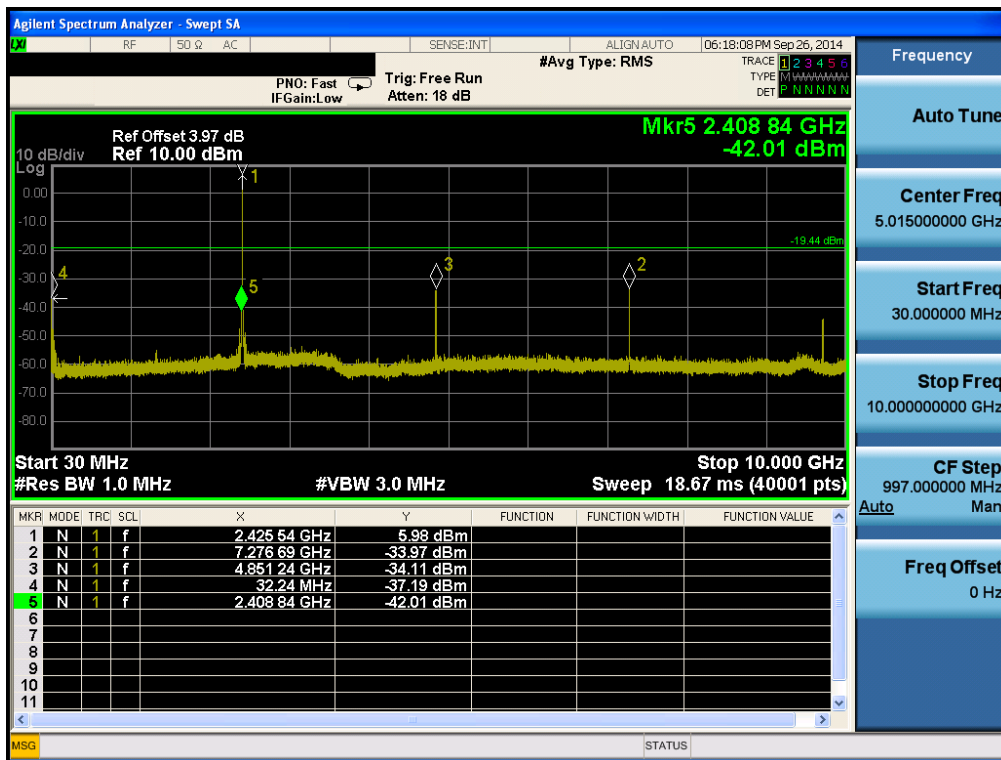 Agilent Spectrum Analyzer - Swept SA
LXI RF 50 Ω AC SENSE:INT ALIGN AUTO 06:18:08 PM Sep 26, 2014
#Avg Type: RMS
TRACE 1 2 3 4 5 6
TYPE M WWWWW
DET P N N N N N
PNO: Fast
IFGain:Low
Trig: Free Run
Atten: 18 dB
Mkr5 2.408 84 GHz
-42.01 dBm
Ref Offset 3.97 dB
Ref 10.00 dBm
10 dB/div
Log
0.00
-10.0
-20.0
-30.0
-40.0
-50.0
-60.0
-70.0
-80.0
1
-19.44 dBm
4
3
2
5
Start 30 MHz
Stop 10.000 GHz
#Res BW 1.0 MHz
#VBW 3.0 MHz
Sweep 18.67 ms (40001 pts)
MKR MODE TRC SCL X Y FUNCTION FUNCTION WIDTH FUNCTION VALUE
1 N 1 f 2.425 54 GHz 5.98 dBm
2 N 1 f 7.276 69 GHz -33.97 dBm
3 N 1 f 4.851 24 GHz -34.11 dBm
4 N 1 f 32.24 MHz -37.19 dBm
5 N 1 f 2.408 84 GHz -42.01 dBm
6
7
8
9
10
11
MSG
STATUS
Frequency
Auto Tune
Center Freq
5.015000000 GHz
Start Freq
30.000000 MHz
Stop Freq
10.000000000 GHz
CF Step
997.000000 MHz
Auto Man
Freq Offset
0 Hz